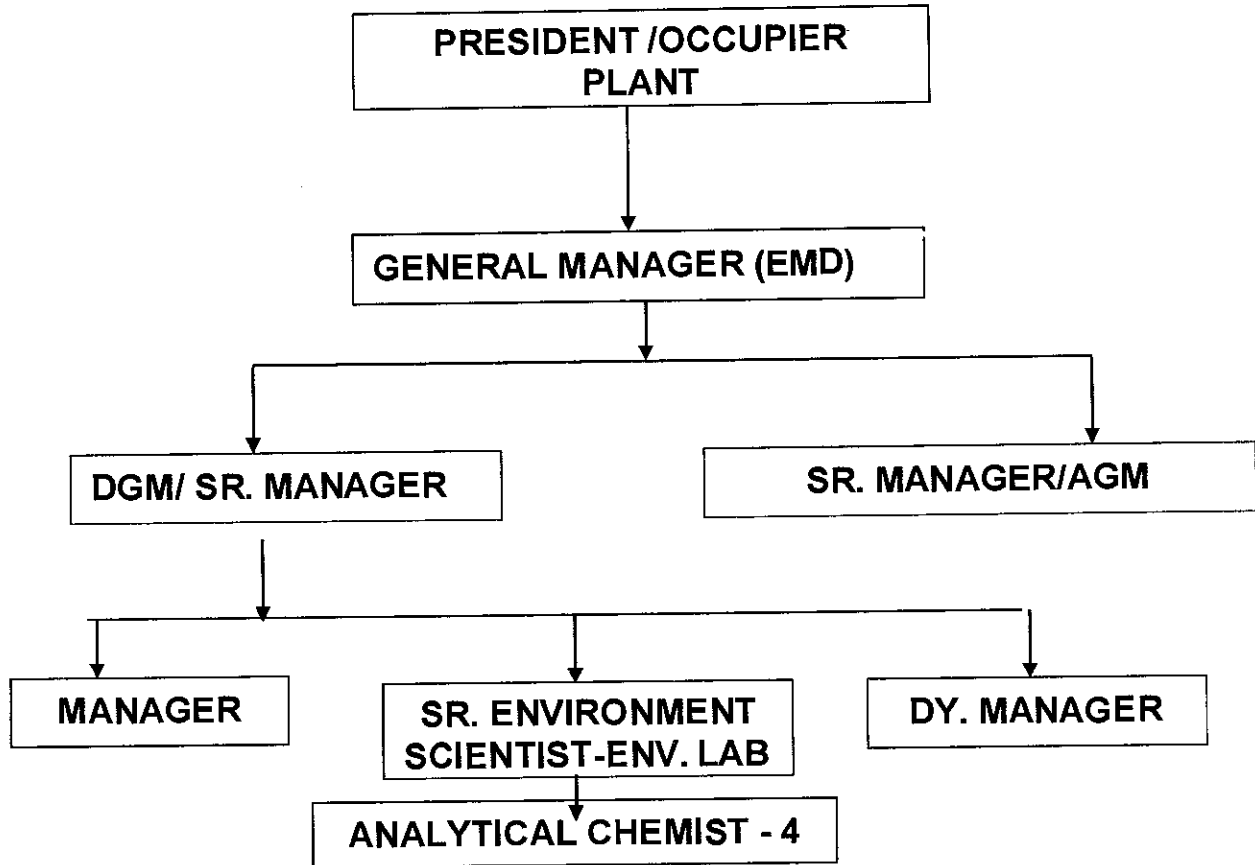 PRESIDENT /OCCUPIER
PLANT
GENERAL MANAGER (EMD)
DGM/ SR. MANAGER
SR. MANAGER/AGM
MANAGER
SR. ENVIRONMENT
SCIENTIST-ENV. LAB
DY. MANAGER
ANALYTICAL CHEMIST - 4